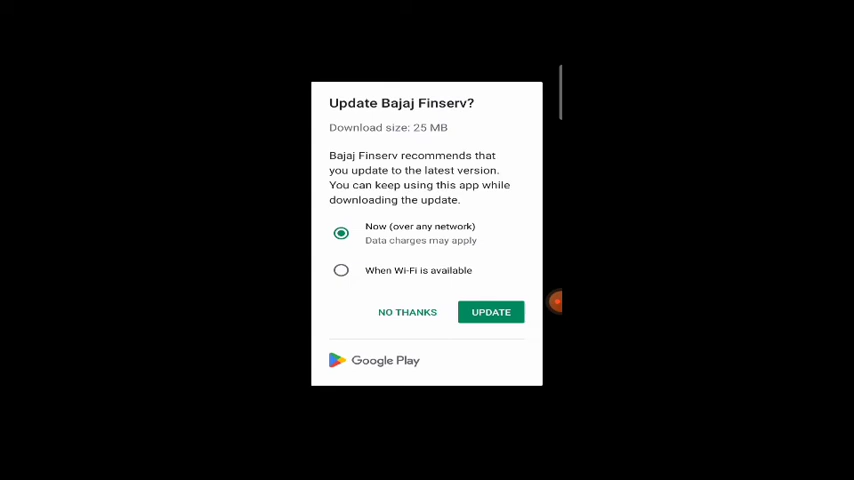 Update Bajaj Finserv?
Download size: 25 MB
Bajaj Finserv recommends that
you update to the latest version.
You can keep using this app while
downloading the update.
Now (over any network)
Data charges may apply
When Wi-Fi is available
NO THANKS
UPDATE
Google Play